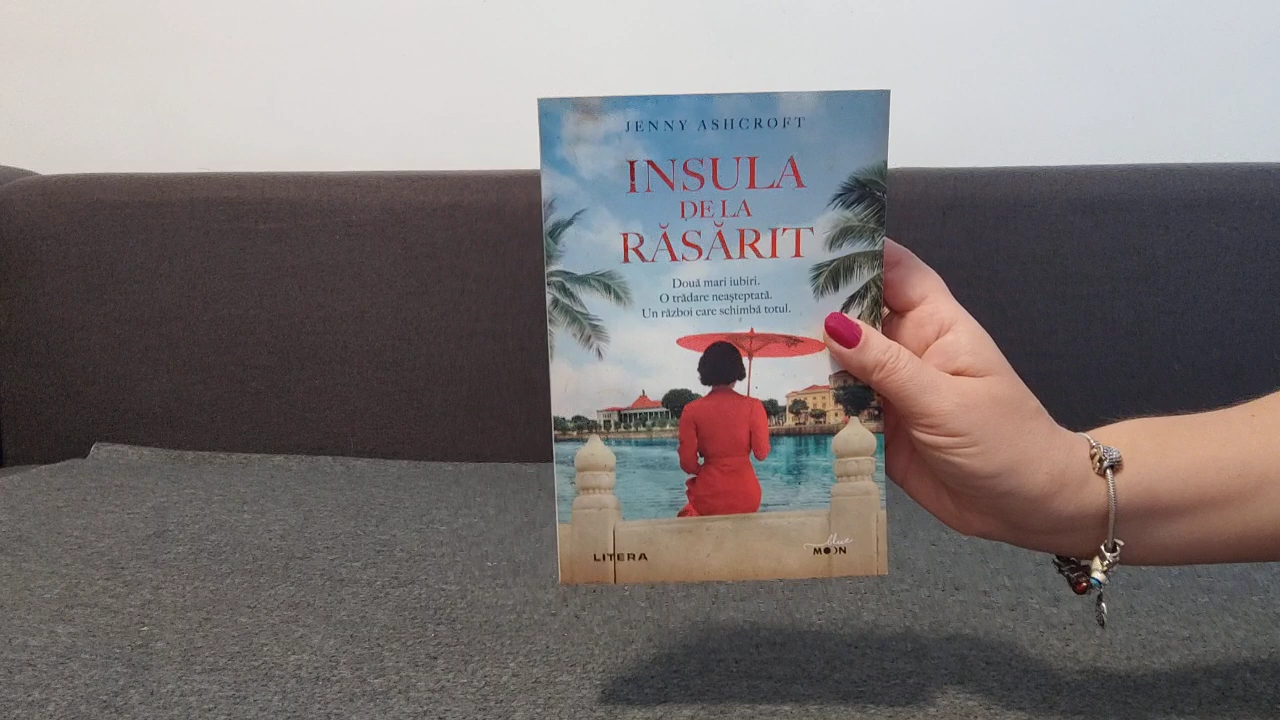 JENNY ASHCROFT
INSULA
DE LA
RĂSĂRIT
Două mari iubiri.
O trădare neașteptată.
Un război care schimbă totul.
LITERA
blue
MOON